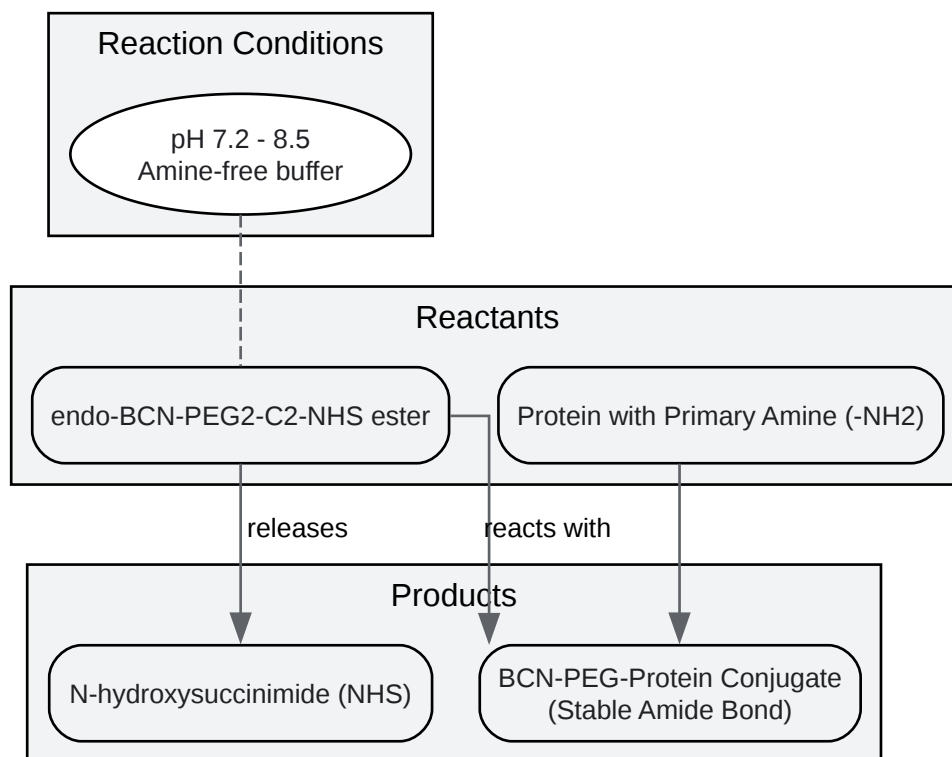 Reaction Conditions
pH 7.2 - 8.5
Amine-free buffer
Reactants
endo-BCN-PEG2-C2-NHS ester
Protein with Primary Amine (-NH2)
releases
reacts with
Products
N-hydroxysuccinimide (NHS)
BCN-PEG-Protein Conjugate
(Stable Amide Bond)